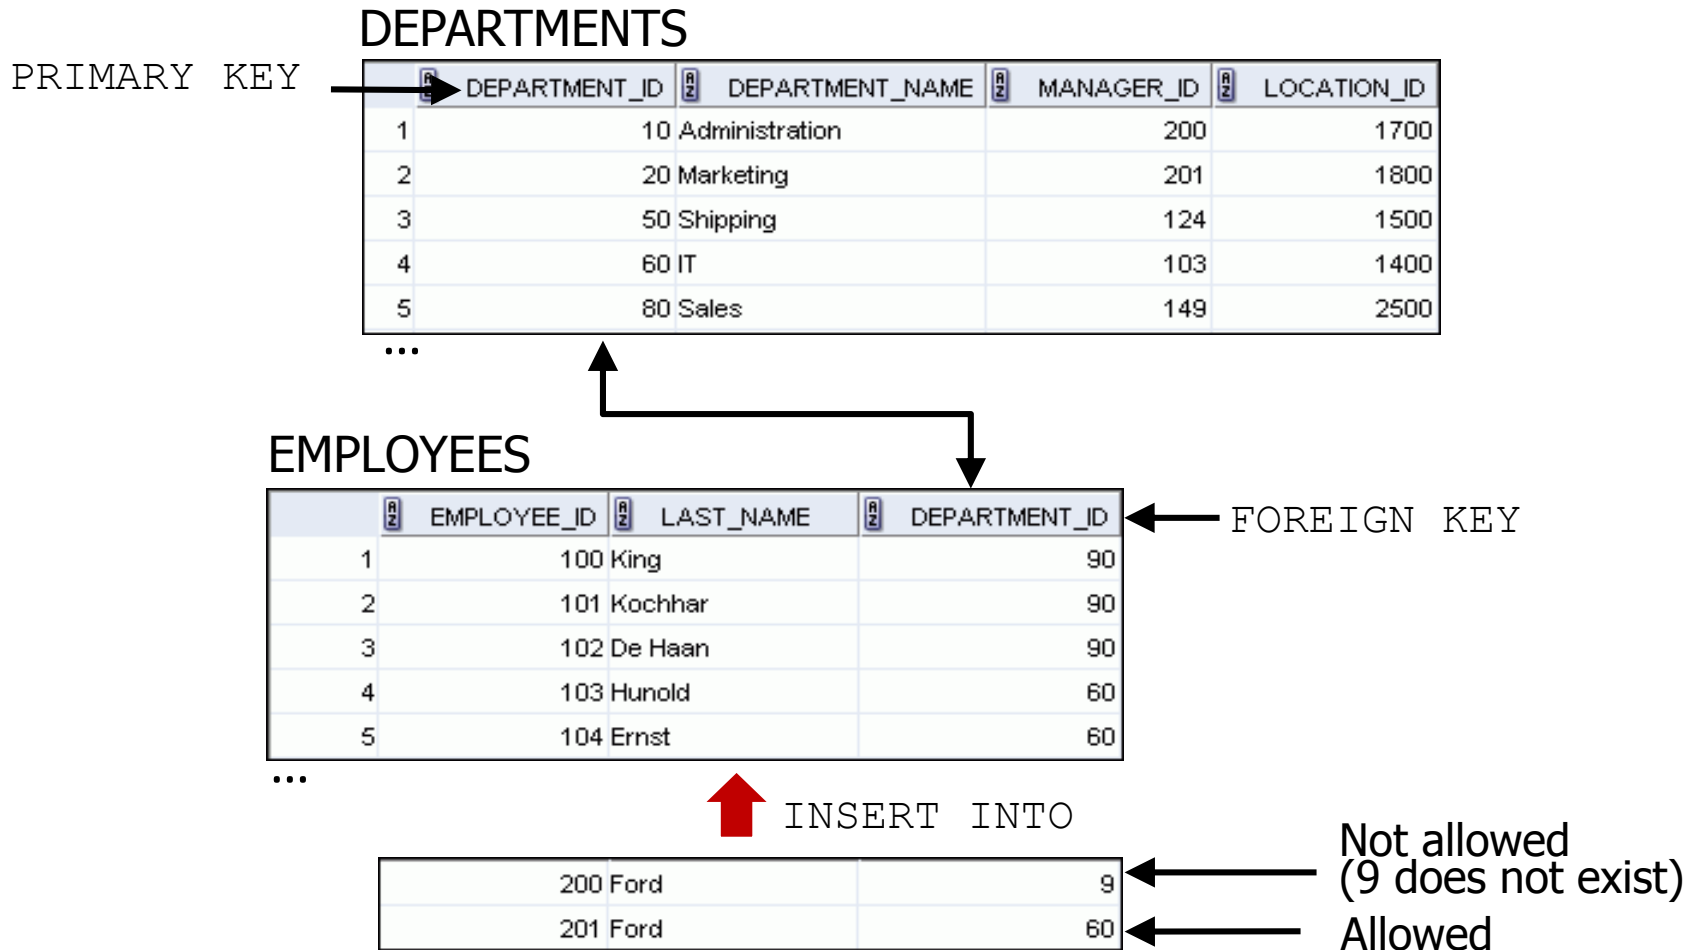 DEPARTMENTS
PRIMARY KEY
DEPARTMENT_ID DEPARTMENT_NAME MANAGER_ID LOCATION_ID
1 10 Administration 200 1700
2 20 Marketing 201 1800
3 50 Shipping 124 1500
4 60 IT 103 1400
5 80 Sales 149 2500
...
EMPLOYEES
EMPLOYEE_ID LAST_NAME DEPARTMENT_ID
FOREIGN KEY
1 100 King 90
2 101 Kochhar 90
3 102 De Haan 90
4 103 Hunold 60
5 104 Ernst 60
...
INSERT INTO
200 Ford 9
Not allowed
(9 does not exist)
201 Ford 60
Allowed